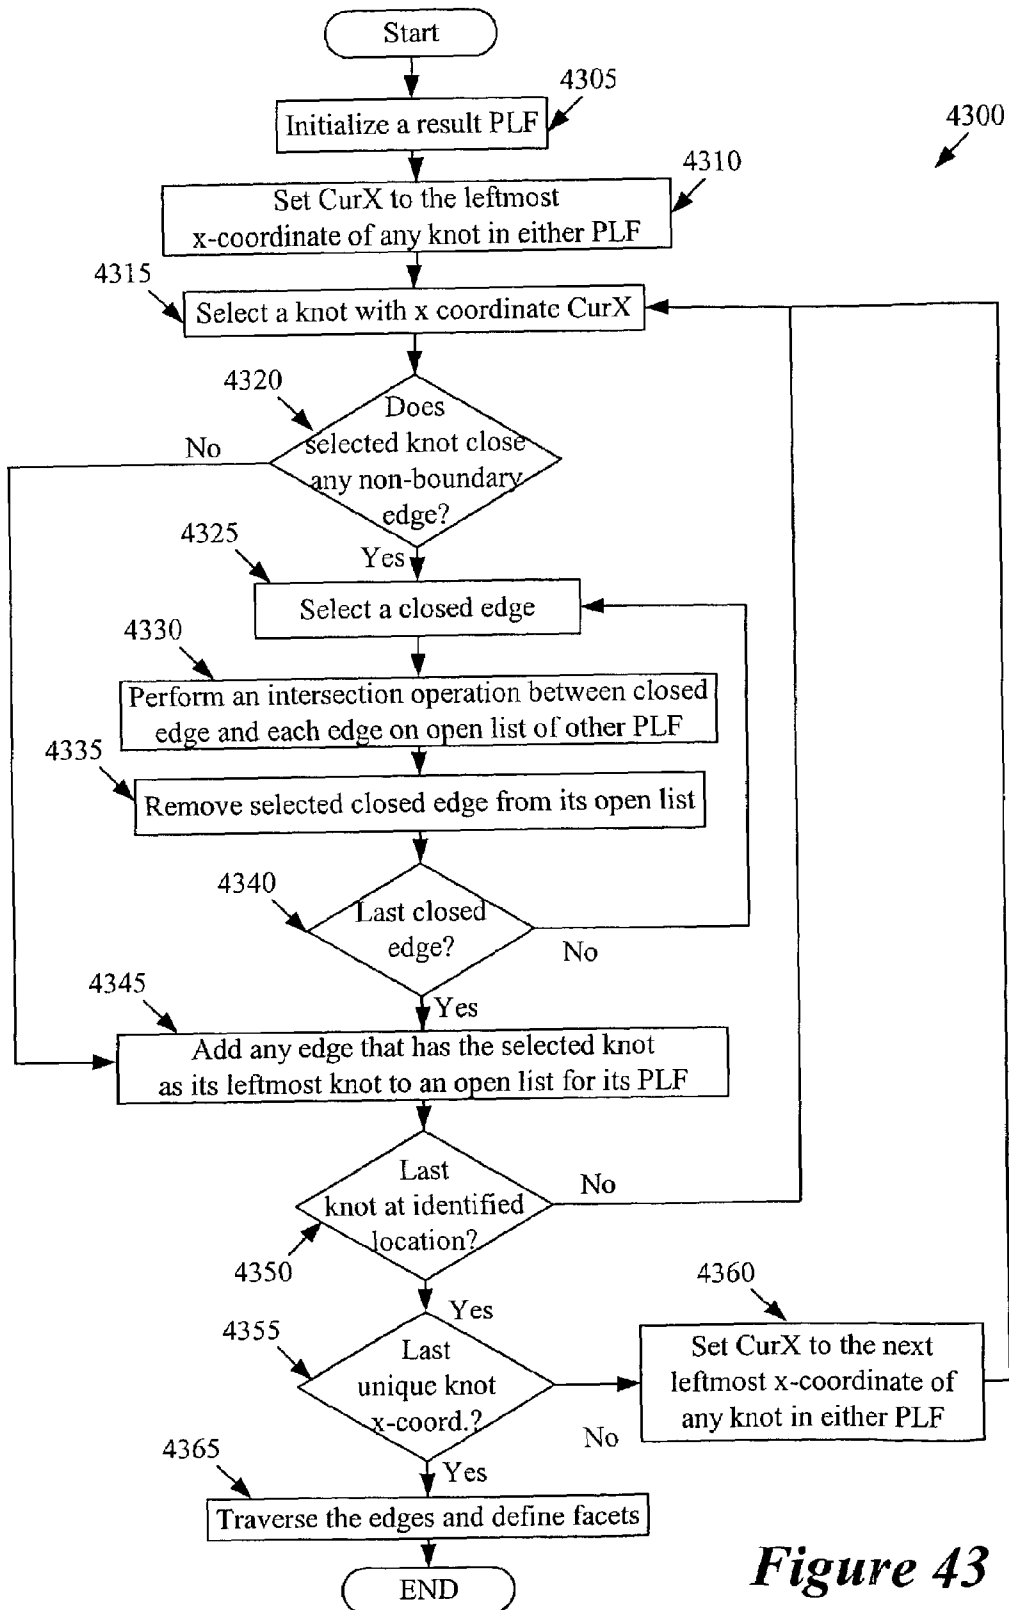 Start
4305
Initialize a result PLF
4300
4310
Set CurX to the leftmost
x-coordinate of any knot in either PLF
4315
Select a knot with x coordinate CurX
4320
Does
selected knot close
any non-boundary
edge?
No
Yes
4325
Select a closed edge
4330
Perform an intersection operation between closed
edge and each edge on open list of other PLF
4335
Remove selected closed edge from its open list
4340
Last closed
edge?
No
Yes
4345
Add any edge that has the selected knot
as its leftmost knot to an open list for its PLF
Last
knot at identified
location?
No
4350
Yes
4355
Last
unique knot
x-coord.?
No
4360
Set CurX to the next
leftmost x-coordinate of
any knot in either PLF
Yes
4365
Traverse the edges and define facets
END
Figure 43